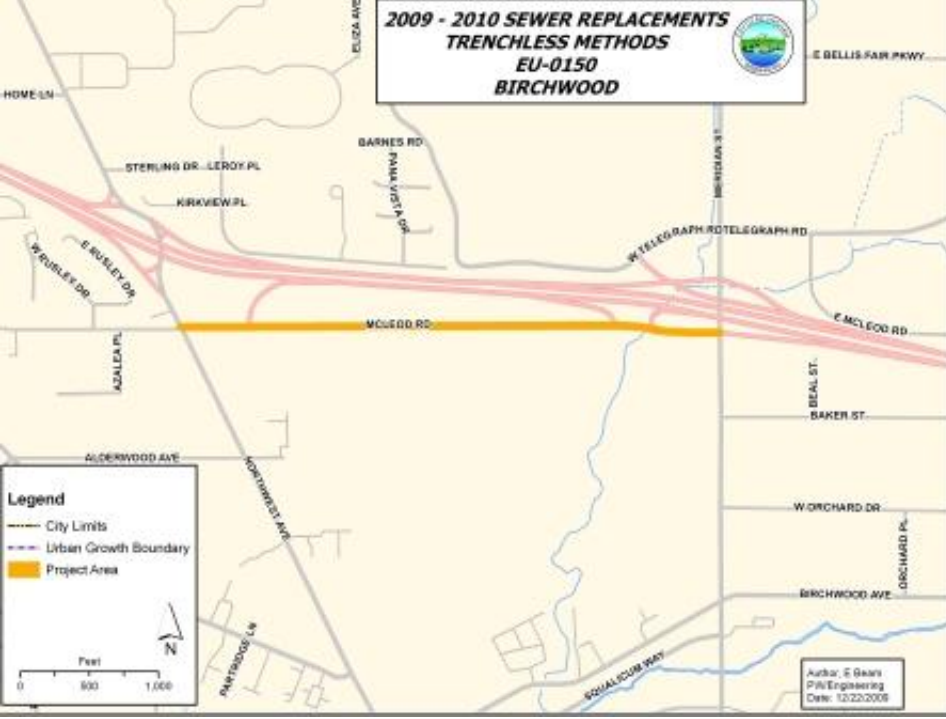 2009 - 2010 SEWER REPLACEMENTS
TRENCHLESS METHODS
EU-0150
BIRCHWOOD
ELIZA AVE
E BELLIS FAIR PKWY
HOME LN
BARNES RD
MERIDIAN ST
STERLING DR
LEROY PL
PANA VISTA DR
KIRKVIEW PL
W TELEGRAPH RD
TELEGRAPH RD
W RUSLEY DR
E RUSLEY DR
MCLEOD RD
E MCLEOD RD
AZALEA PL
BEAL ST
BAKER ST
ALDERWOOD AVE
NORTHWEST AVE
W ORCHARD DR
ORCHARD PL
BIRCHWOOD AVE
PARTRIDGE LN
SQUALICUM WAY
Legend
City Limits
Urban Growth Boundary
Project Area
N
Feet
0 500 1,000
Author, E Beam
PW/Engineering
Date: 12/22/2009